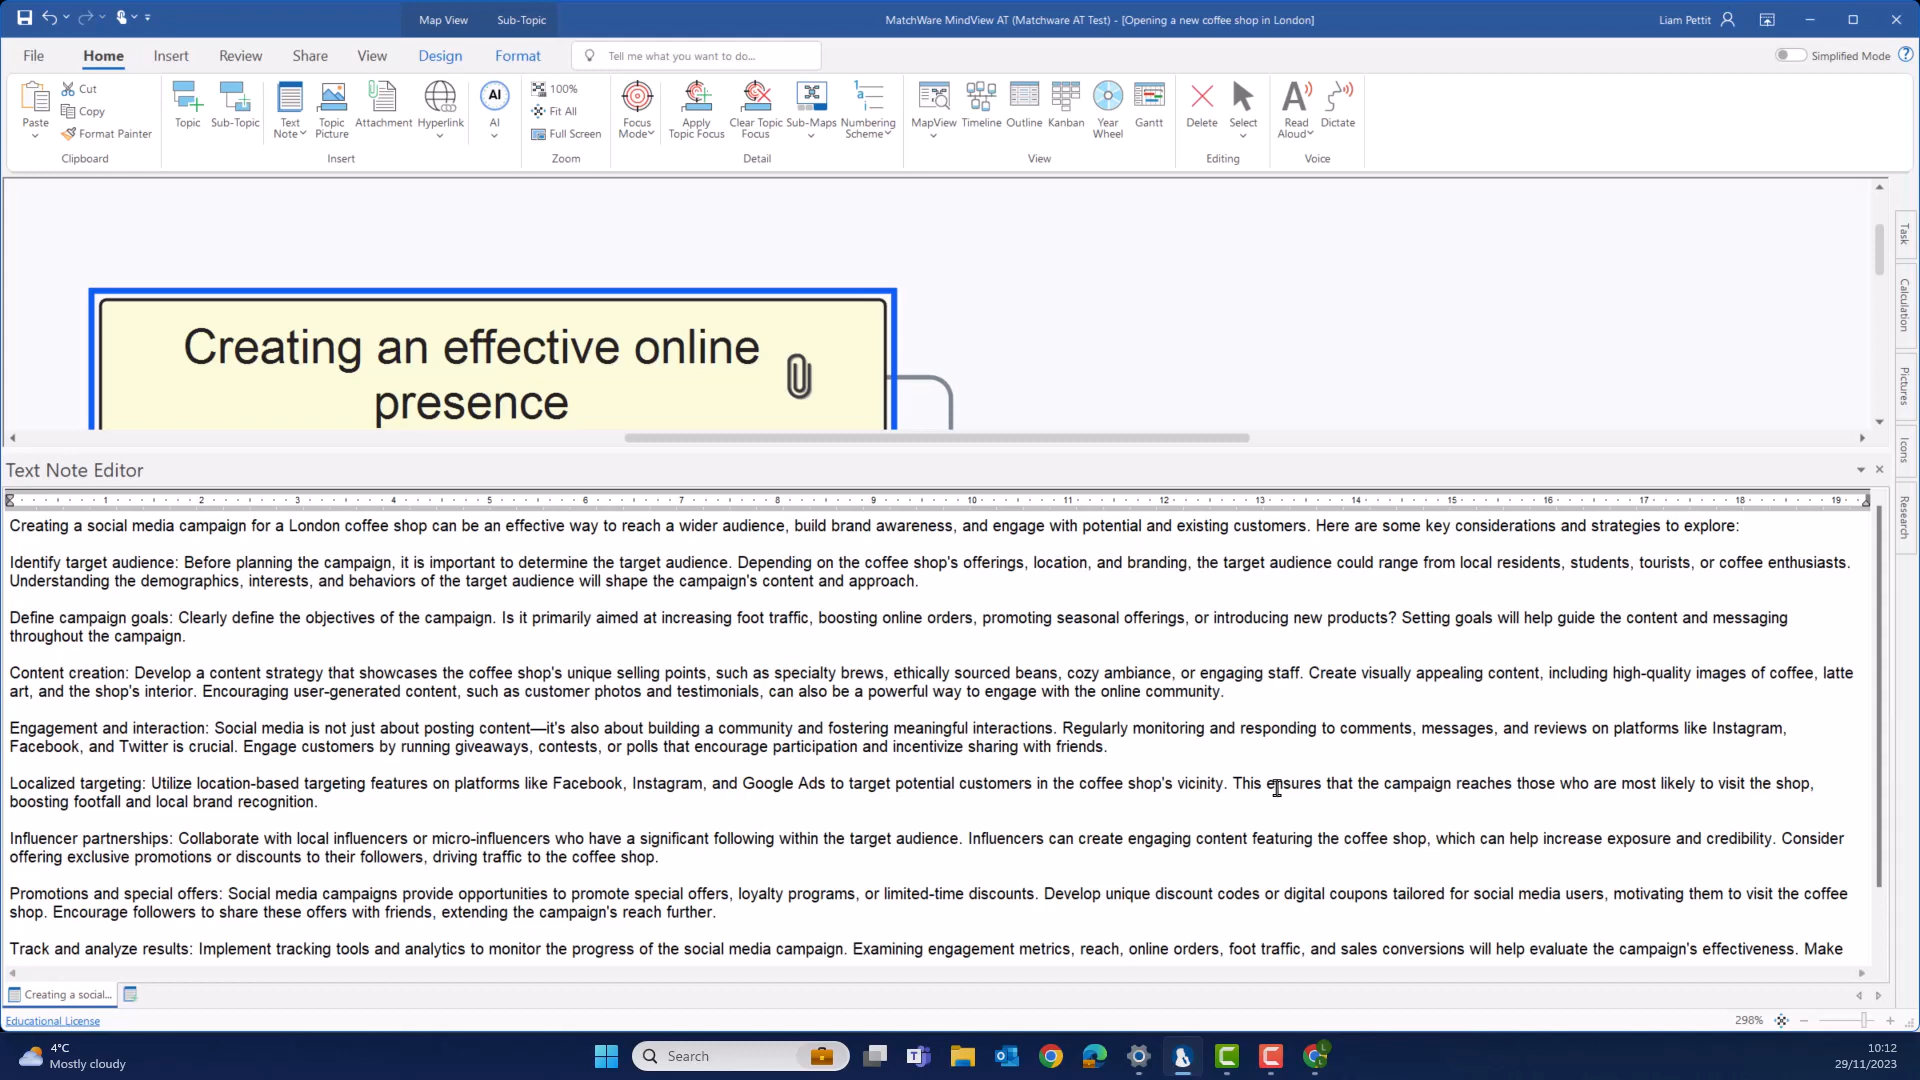 Map View
Sub-Topic
MatchWare MindView AT (Matchware AT Test) - [Opening a new coffee shop in London]
Liam Pettit
File
Home
Insert
Review
Share
View
Design
Format
Tell me what you want to do...
Simplified Mode
?
Paste
Cut
Copy
Format Painter
Clipboard
Topic
Sub-Topic
Text Note
Topic Picture
Attachment
Hyperlink
Insert
AI
AI
100%
Fit All
Full Screen
Zoom
Focus Mode
Apply Topic Focus
Clear Topic Focus
Sub-Maps
Numbering Scheme
Detail
MapView
Timeline
Outline
Kanban
Year Wheel
Gantt
View
Delete
Select
Editing
Read Aloud
Dictate
Voice
Task
Calculation
Pictures
Icons
Research
Creating an effective online
presence
Text Note Editor
1 2 3 4 5 6 7 8 9 10 11 12 13 14 15 16 17 18 19
Creating a social media campaign for a London coffee shop can be an effective way to reach a wider audience, build brand awareness, and engage with potential and existing customers. Here are some key considerations and strategies to explore:
Identify target audience: Before planning the campaign, it is important to determine the target audience. Depending on the coffee shop's offerings, location, and branding, the target audience could range from local residents, students, tourists, or coffee enthusiasts.
Understanding the demographics, interests, and behaviors of the target audience will shape the campaign's content and approach.
Define campaign goals: Clearly define the objectives of the campaign. Is it primarily aimed at increasing foot traffic, boosting online orders, promoting seasonal offerings, or introducing new products? Setting goals will help guide the content and messaging
throughout the campaign.
Content creation: Develop a content strategy that showcases the coffee shop's unique selling points, such as specialty brews, ethically sourced beans, cozy ambiance, or engaging staff. Create visually appealing content, including high-quality images of coffee, latte
art, and the shop's interior. Encouraging user-generated content, such as customer photos and testimonials, can also be a powerful way to engage with the online community.
Engagement and interaction: Social media is not just about posting content—it's also about building a community and fostering meaningful interactions. Regularly monitoring and responding to comments, messages, and reviews on platforms like Instagram,
Facebook, and Twitter is crucial. Engage customers by running giveaways, contests, or polls that encourage participation and incentivize sharing with friends.
Localized targeting: Utilize location-based targeting features on platforms like Facebook, Instagram, and Google Ads to target potential customers in the coffee shop's vicinity. This ensures that the campaign reaches those who are most likely to visit the shop,
boosting footfall and local brand recognition.
Influencer partnerships: Collaborate with local influencers or micro-influencers who have a significant following within the target audience. Influencers can create engaging content featuring the coffee shop, which can help increase exposure and credibility. Consider
offering exclusive promotions or discounts to their followers, driving traffic to the coffee shop.
Promotions and special offers: Social media campaigns provide opportunities to promote special offers, loyalty programs, or limited-time discounts. Develop unique discount codes or digital coupons tailored for social media users, motivating them to visit the coffee
shop. Encourage followers to share these offers with friends, extending the campaign's reach further.
Track and analyze results: Implement tracking tools and analytics to monitor the progress of the social media campaign. Examining engagement metrics, reach, online orders, foot traffic, and sales conversions will help evaluate the campaign's effectiveness. Make
Creating a social...
Educational License
298%
4°C
Mostly cloudy
Search
10:12
29/11/2023